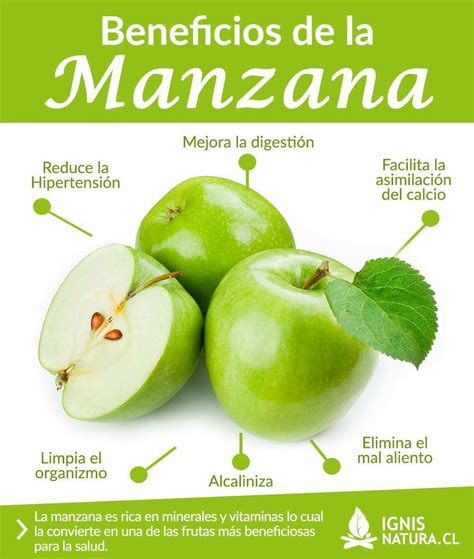 Beneficios de la
Manzana
Mejora la digestión
Reduce la
Hipertensión
Facilita la
asimilación
del calcio
Limpia el
organizmo
Alcaliniza
Elimina el
mal aliento
La manzana es rica en minerales y vitaminas lo cual
la convierte en una de las frutas más beneficiosas
para la salud.
IGNIS
NATURA.CL